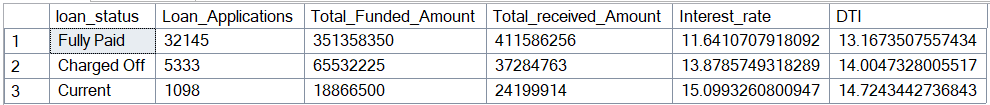 loan_status Loan_Applications Total_Funded_Amount Total_received_Amount Interest_rate DTI
1 Fully Paid 32145 351358350 411586256 11.6410707918092 13.1673507557434
2 Charged Off 5333 65532225 37284763 13.8785749318289 14.0047328005517
3 Current 1098 18866500 24199914 15.0993260800947 14.7243442736843